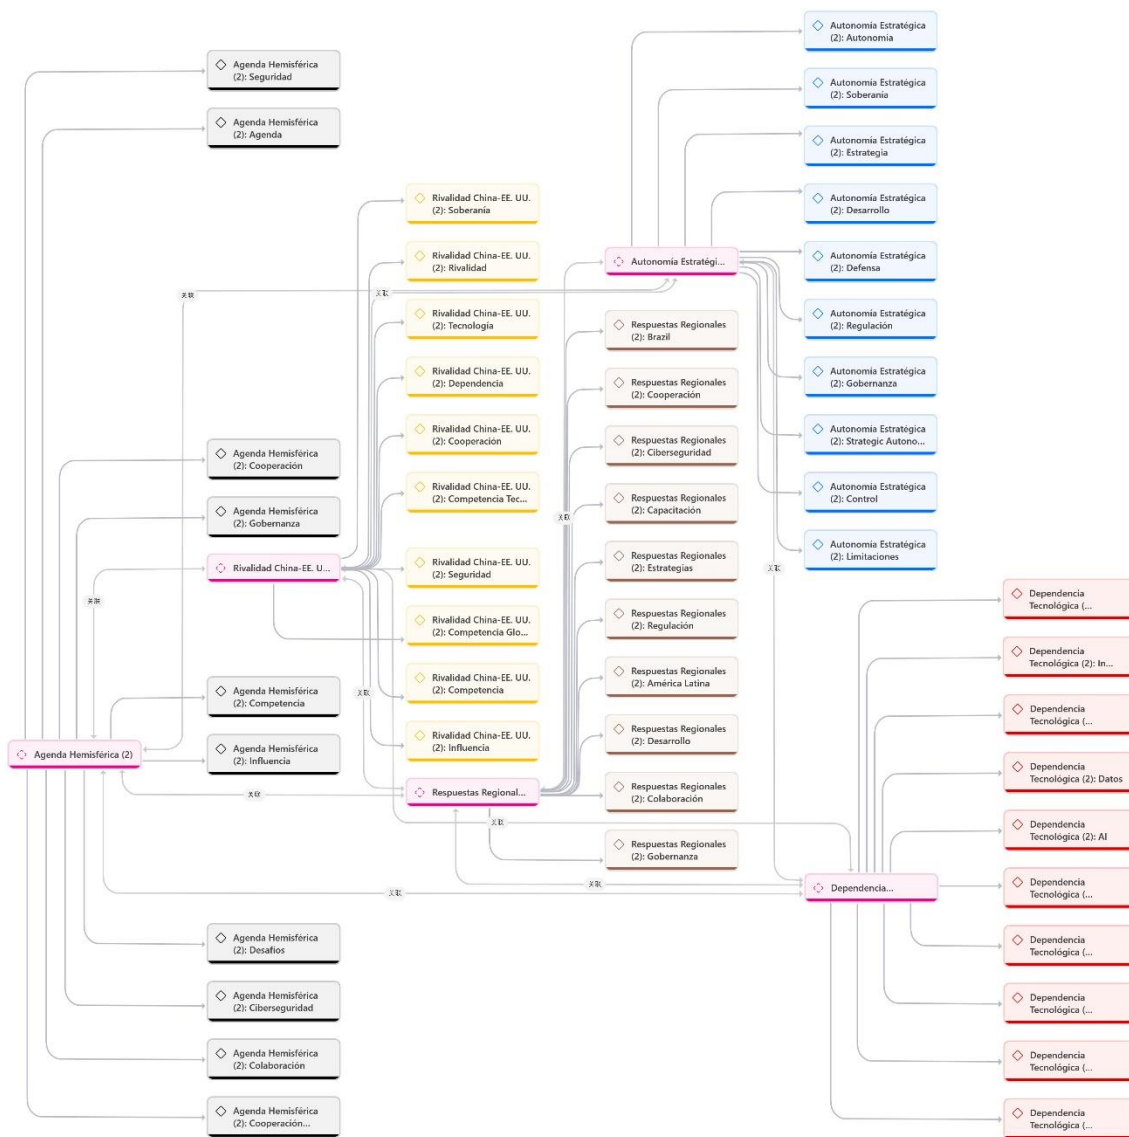 Agenda Hemisférica
(2): Seguridad
Agenda Hemisférica
(2): Agenda
Agenda Hemisférica
(2): Cooperación
Agenda Hemisférica
(2): Gobernanza
Rivalidad China-EE. U...
Agenda Hemisférica
(2): Competencia
Agenda Hemisférica (2)
Agenda Hemisférica
(2): Influencia
Agenda Hemisférica
(2): Desafíos
Agenda Hemisférica
(2): Ciberseguridad
Agenda Hemisférica
(2): Colaboración
Agenda Hemisférica
(2): Cooperación...
Rivalidad China-EE. UU.
(2): Soberanía
Rivalidad China-EE. UU.
(2): Rivalidad
Rivalidad China-EE. UU.
(2): Tecnología
Rivalidad China-EE. UU.
(2): Dependencia
Rivalidad China-EE. UU.
(2): Cooperación
Rivalidad China-EE. UU.
(2): Competencia Tec...
Rivalidad China-EE. UU.
(2): Seguridad
Rivalidad China-EE. UU.
(2): Competencia Glo...
Rivalidad China-EE. UU.
(2): Competencia
Rivalidad China-EE. UU.
(2): Influencia
Respuestas Regional...
Autonomía Estratégi...
Respuestas Regionales
(2): Brazil
Respuestas Regionales
(2): Cooperación
Respuestas Regionales
(2): Ciberseguridad
Respuestas Regionales
(2): Capacitación
Respuestas Regionales
(2): Estrategias
Respuestas Regionales
(2): Regulación
Respuestas Regionales
(2): América Latina
Respuestas Regionales
(2): Desarrollo
Respuestas Regionales
(2): Colaboración
Respuestas Regionales
(2): Gobernanza
Autonomía Estratégica
(2): Autonomía
Autonomía Estratégica
(2): Soberanía
Autonomía Estratégica
(2): Estrategia
Autonomía Estratégica
(2): Desarrollo
Autonomía Estratégica
(2): Defensa
Autonomía Estratégica
(2): Regulación
Autonomía Estratégica
(2): Gobernanza
Autonomía Estratégica
(2): Strategic Autono...
Autonomía Estratégica
(2): Control
Autonomía Estratégica
(2): Limitaciones
Dependencia...
Dependencia
Tecnológica (...
Dependencia
Tecnológica (2): In...
Dependencia
Tecnológica (...
Dependencia
Tecnológica (2): Datos
Dependencia
Tecnológica (2): AI
Dependencia
Tecnológica (...
Dependencia
Tecnológica (...
Dependencia
Tecnológica (...
Dependencia
Tecnológica (...
Dependencia
Tecnológica (...